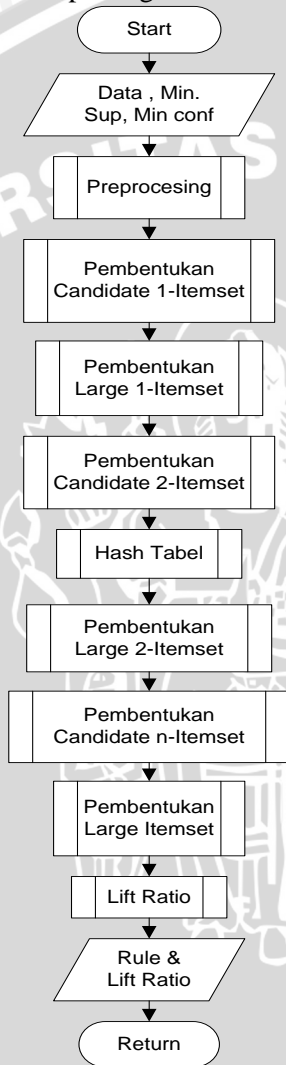 Start
Data , Min.
Sup, Min conf
Preprocesing
Pembentukan
Candidate 1-Itemset
Pembentukan
Large 1-Itemset
Pembentukan
Candidate 2-Itemset
Hash Tabel
Pembentukan
Large 2-Itemset
Pembentukan
Candidate n-Itemset
Pembentukan
Large Itemset
Lift Ratio
Rule &
Lift Ratio
Return